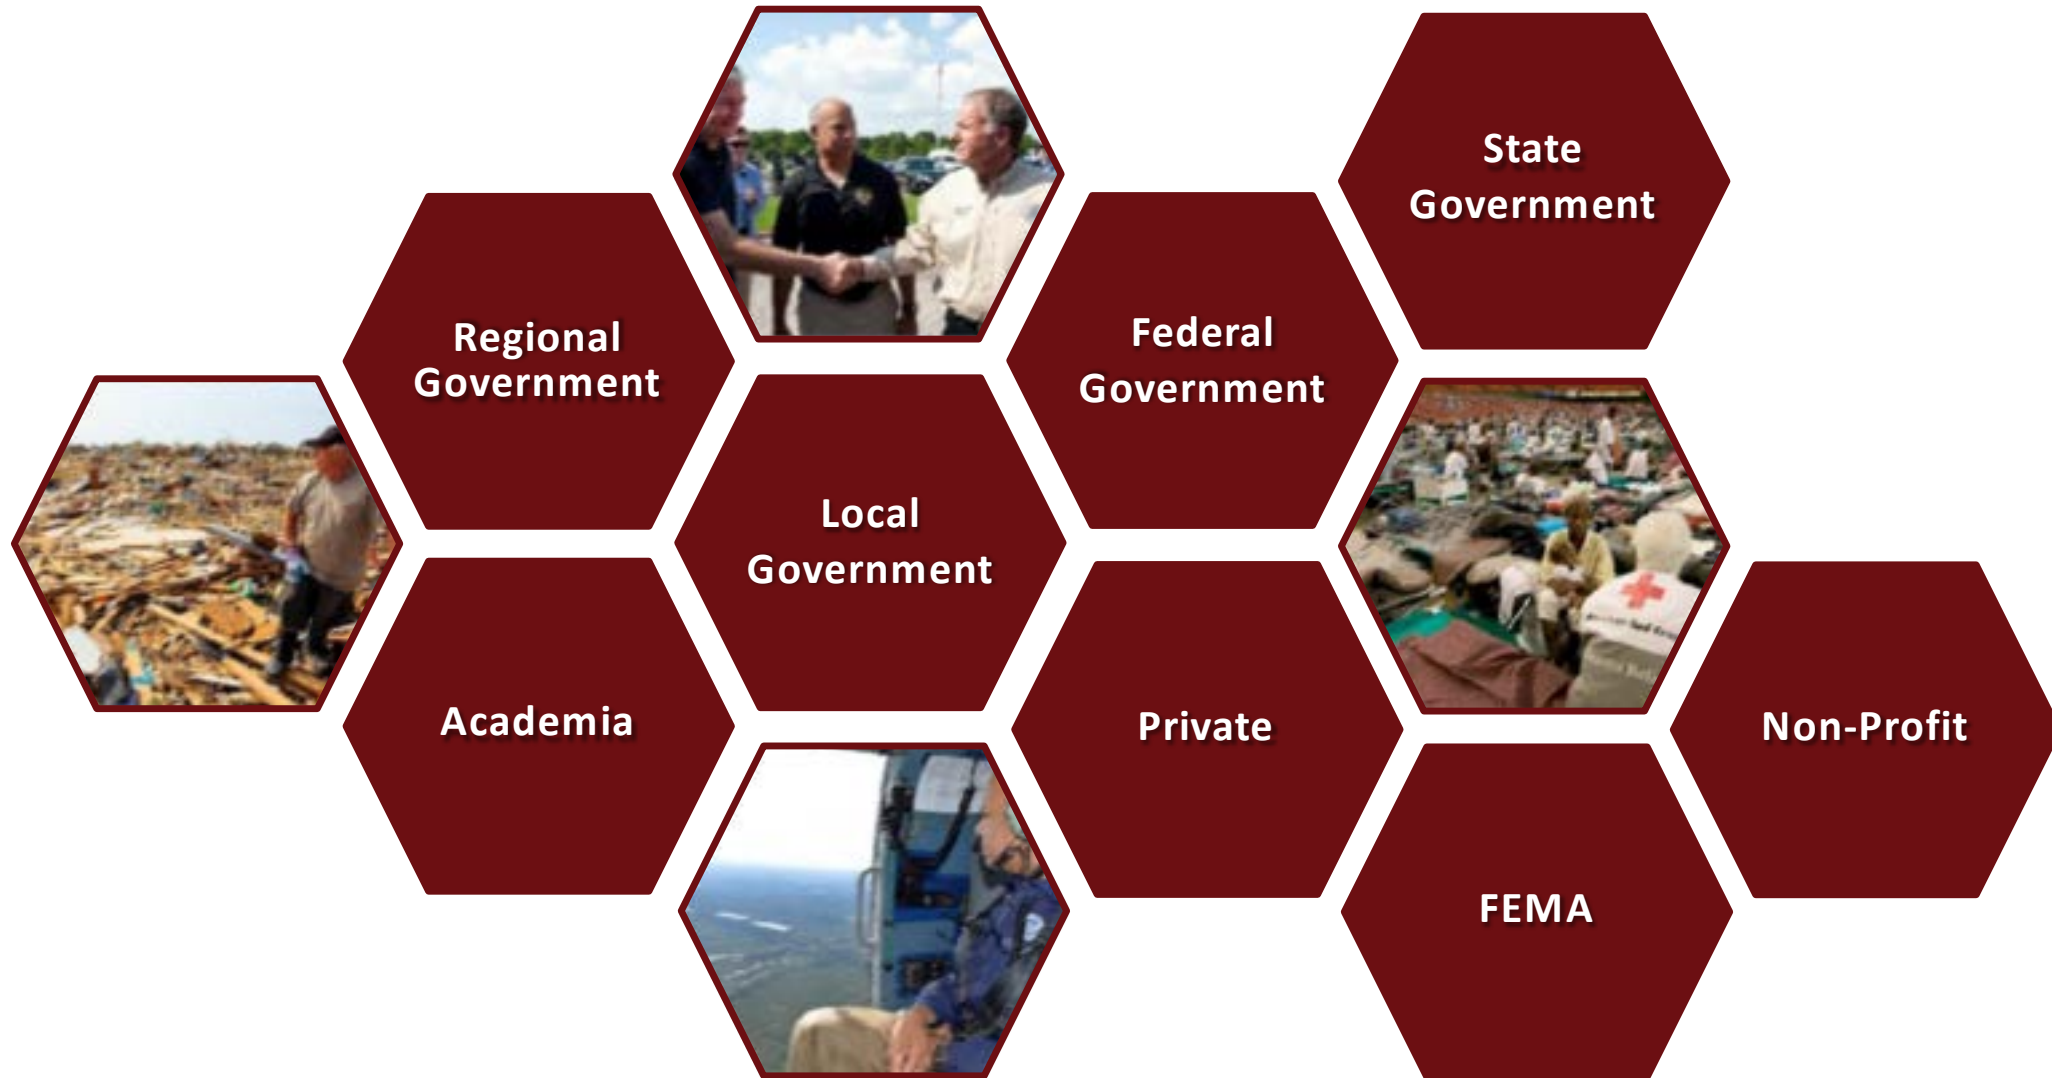 State
Government
Regional
Government
Federal
Government
Local
Government
Academia
Private
Non-Profit
FEMA